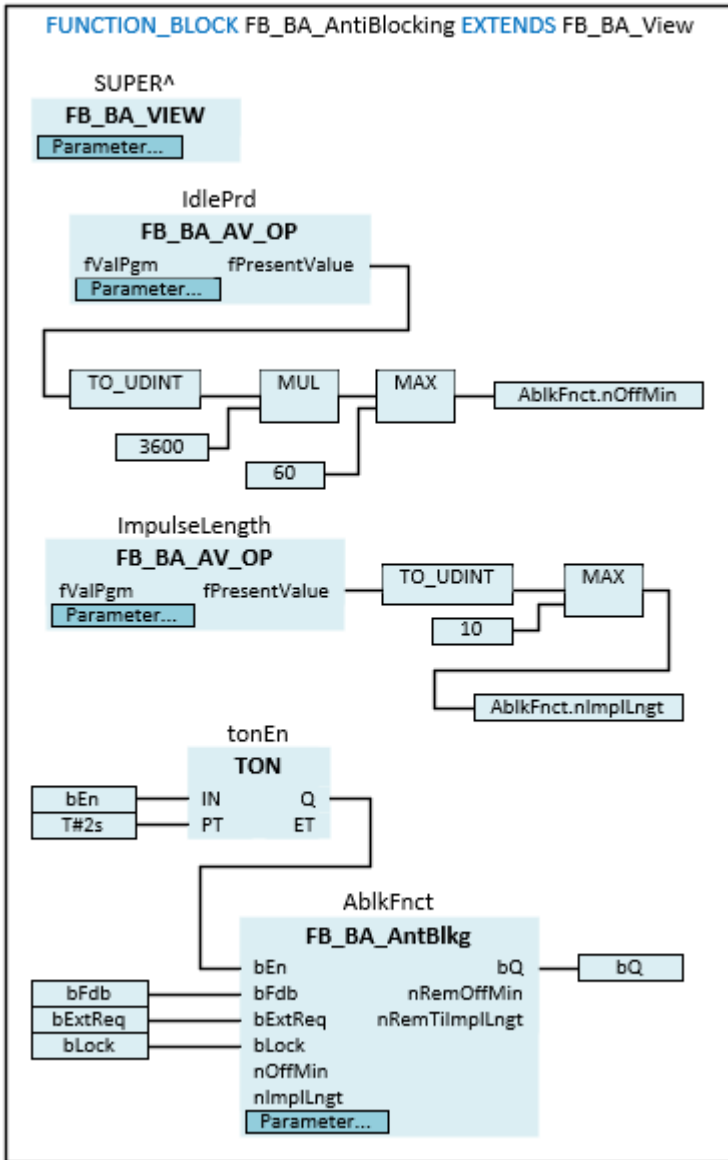 FUNCTION_BLOCK FB_BA_AntiBlocking EXTENDS FB_BA_View
SUPER^
FB_BA_VIEW
Parameter...
IdlePrd
FB_BA_AV_OP
fValPgm fPresentValue
Parameter...
TO_UDINT MUL MAX AblkFnct.nOffMin
3600
60
ImpulseLength
FB_BA_AV_OP
fValPgm fPresentValue TO_UDINT MAX
Parameter...
10
AblkFnct.nImplLngt
tonEn
TON
bEn IN Q
T#2s PT ET
AblkFnct
FB_BA_AntBlkg
bEn bQ bQ
bFdb bFdb nRemOffMin
bExtReq bExtReq nRemTiImplLngt
bLock bLock
nOffMin
nImplLngt
Parameter...